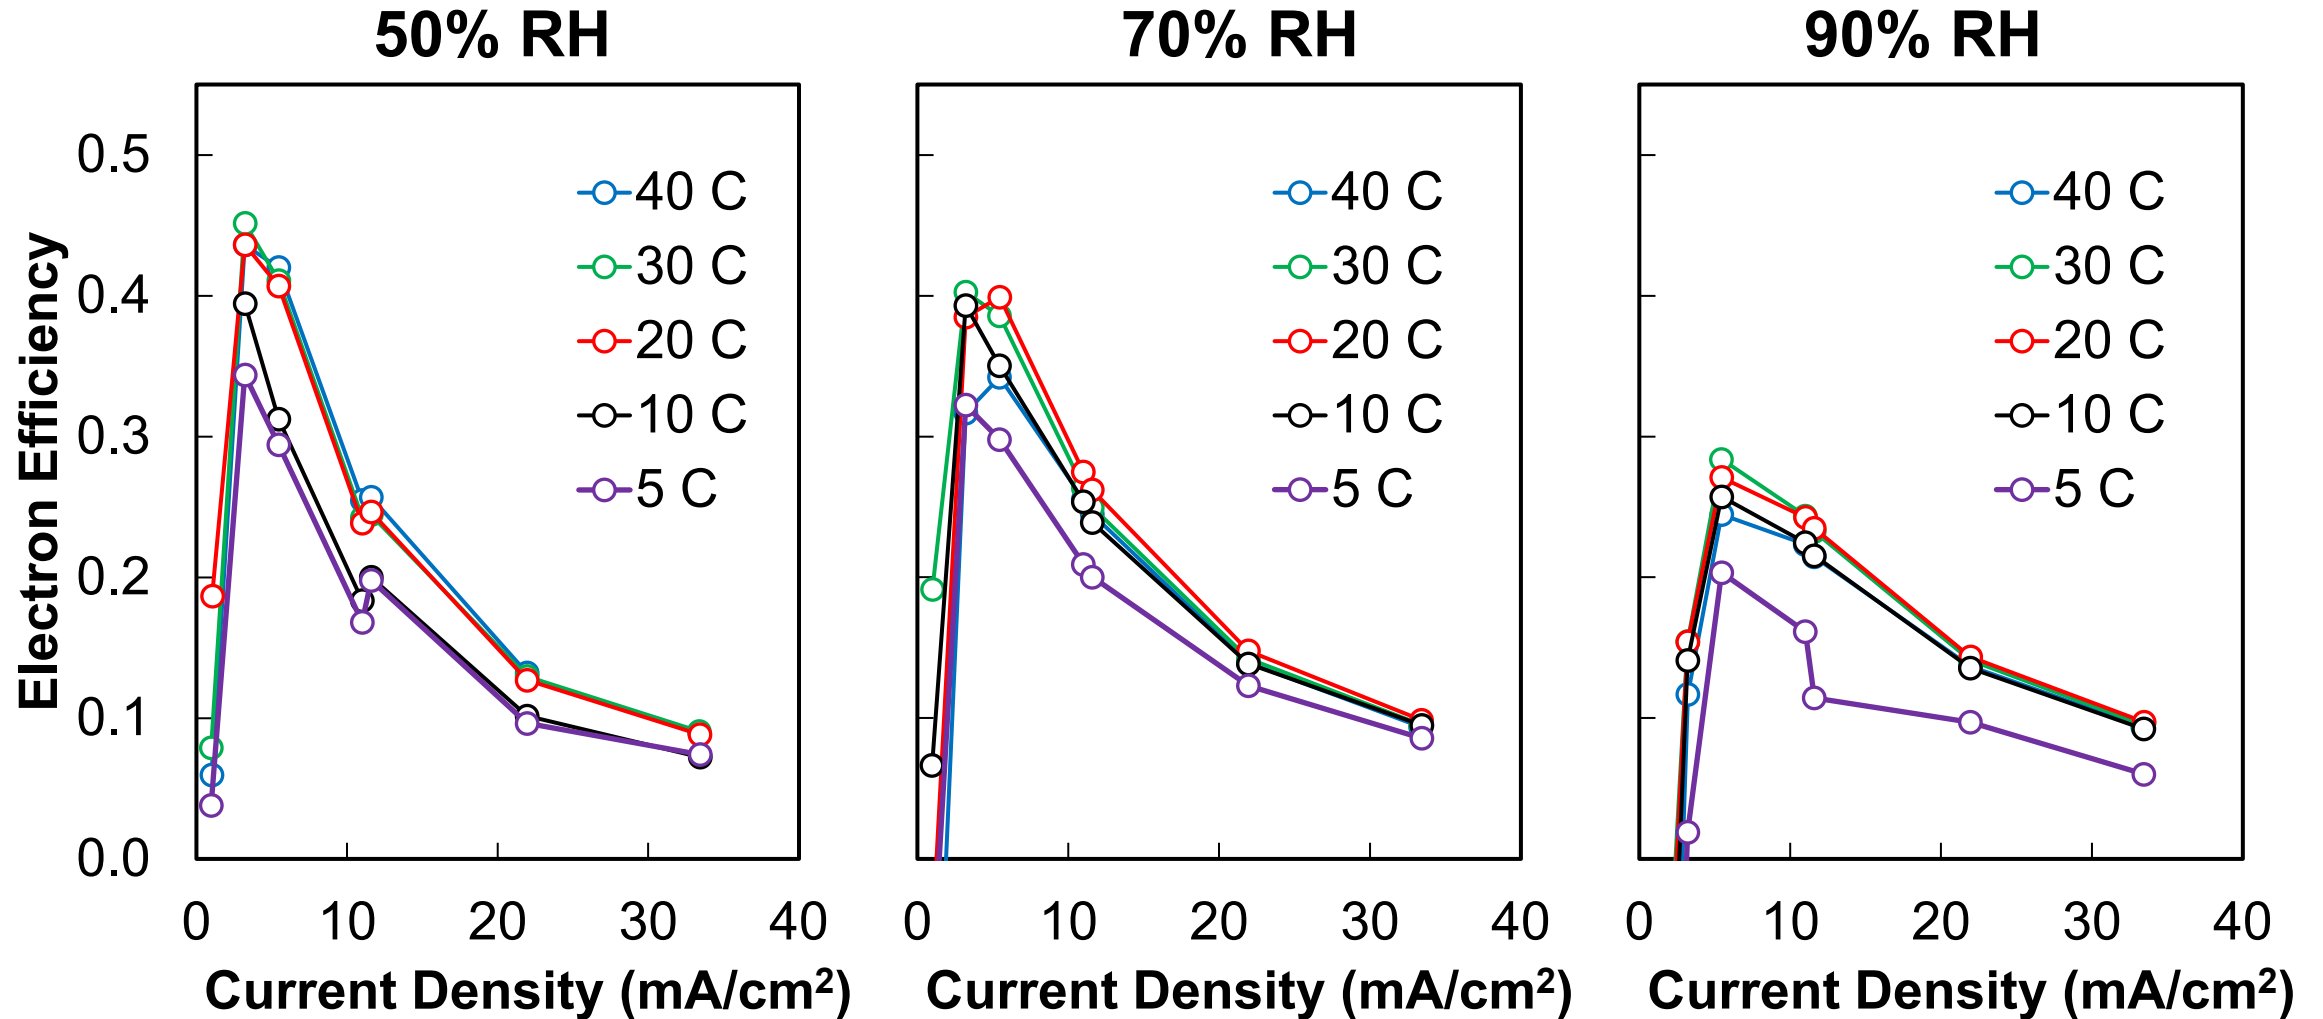 50% RH
70% RH
90% RH
Electron Efficiency
0.5
0.4
0.3
0.2
0.1
0.0
40 C
30 C
20 C
10 C
5 C
40 C
30 C
20 C
10 C
5 C
40 C
30 C
20 C
10 C
5 C
0 10 20 30 40
0 10 20 30 40
0 10 20 30 40
Current Density (mA/cm²)
Current Density (mA/cm²)
Current Density (mA/cm²)